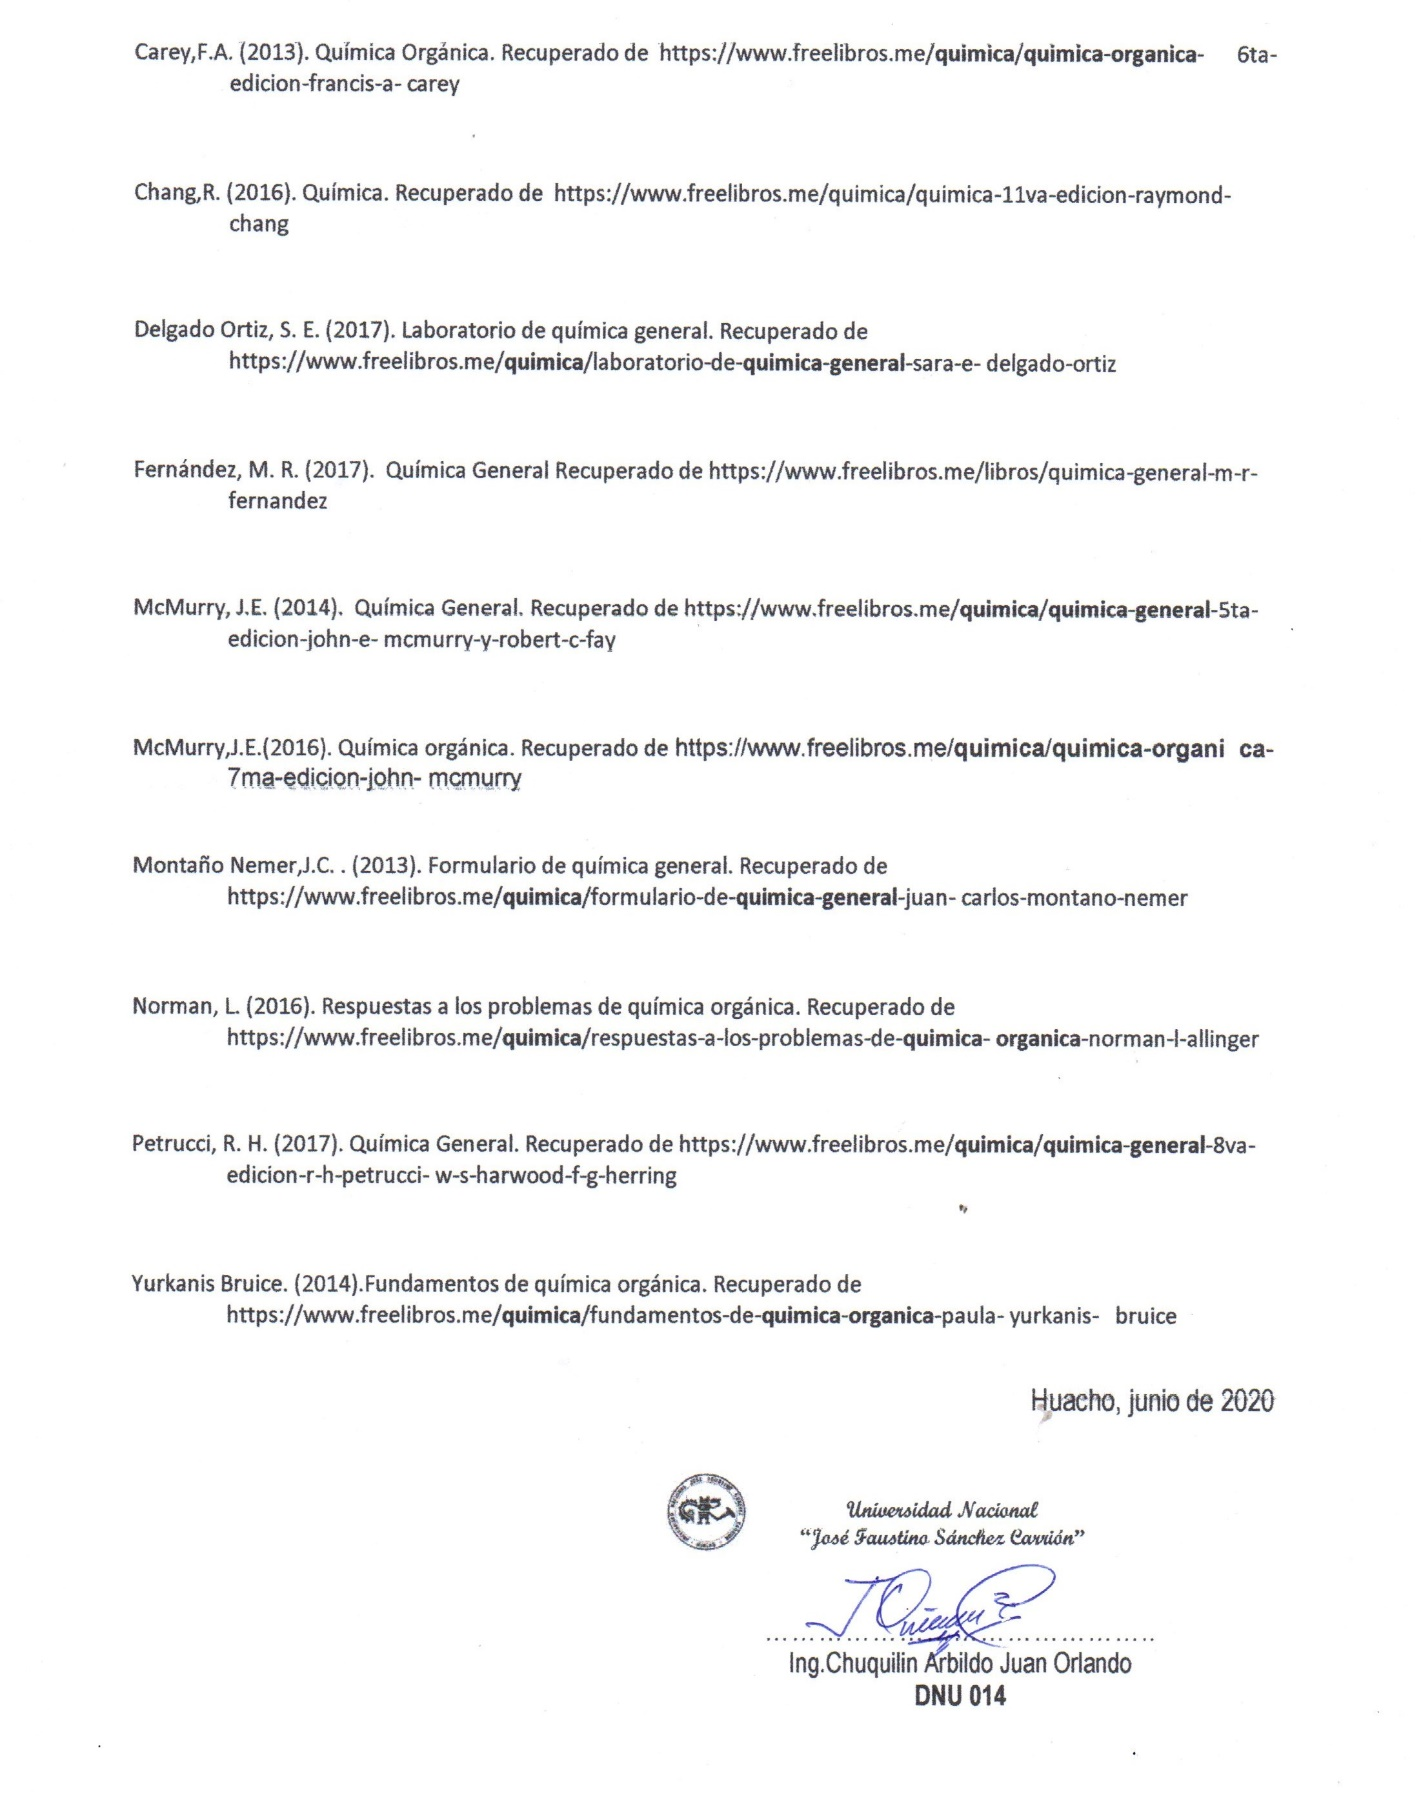 Carey,F.A. (2013). Química Orgánica. Recuperado de https://www.freelibros.me/quimica/quimica-organica- 6ta-
edicion-francis-a- carey
Chang,R. (2016). Química. Recuperado de https://www.freelibros.me/quimica/quimica-11va-edicion-raymond-
chang
Delgado Ortiz, S. E. (2017). Laboratorio de química general. Recuperado de
https://www.freelibros.me/quimica/laboratorio-de-quimica-general-sara-e- delgado-ortiz
Fernández, M. R. (2017). Química General Recuperado de https://www.freelibros.me/libros/quimica-general-m-r-
fernandez
McMurry, J.E. (2014). Química General. Recuperado de https://www.freelibros.me/quimica/quimica-general-5ta-
edicion-john-e- mcmurry-y-robert-c-fay
McMurry,J.E.(2016). Química orgánica. Recuperado de https://www.freelibros.me/quimica/quimica-organi ca-
7ma-edicion-john- mcmurry
Montaño Nemer,J.C. . (2013). Formulario de química general. Recuperado de
https://www.freelibros.me/quimica/formulario-de-quimica-general-juan- carlos-montano-nemer
Norman, L. (2016). Respuestas a los problemas de química orgánica. Recuperado de
https://www.freelibros.me/quimica/respuestas-a-los-problemas-de-quimica- organica-norman-l-allinger
Petrucci, R. H. (2017). Química General. Recuperado de https://www.freelibros.me/quimica/quimica-general-8va-
edicion-r-h-petrucci- w-s-harwood-f-g-herring
Yurkanis Bruice. (2014).Fundamentos de química orgánica. Recuperado de
https://www.freelibros.me/quimica/fundamentos-de-quimica-organica-paula- yurkanis- bruice
Huacho, junio de 2020
Universidad Nacional
"José Faustino Sánchez Carrión"
Ing.Chuquilin Arbildo Juan Orlando
DNU 014